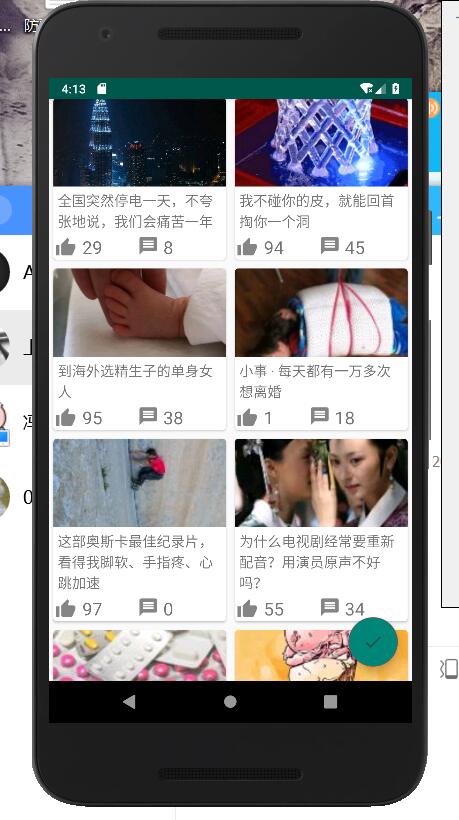 防
4:13
全国突然停电一天，不夸
张地说，我们会痛苦一年
29 8
我不碰你的皮，就能回首
掏你一个洞
94 45
到海外选精生子的单身女
人
95 38
小事 · 每天都有一万多次
想离婚
1 18
这部奥斯卡最佳纪录片，
看得我脚软、手指疼、心
跳加速
97 0
为什么电视剧经常要重新
配音？用演员原声不好
吗？
55 34
2